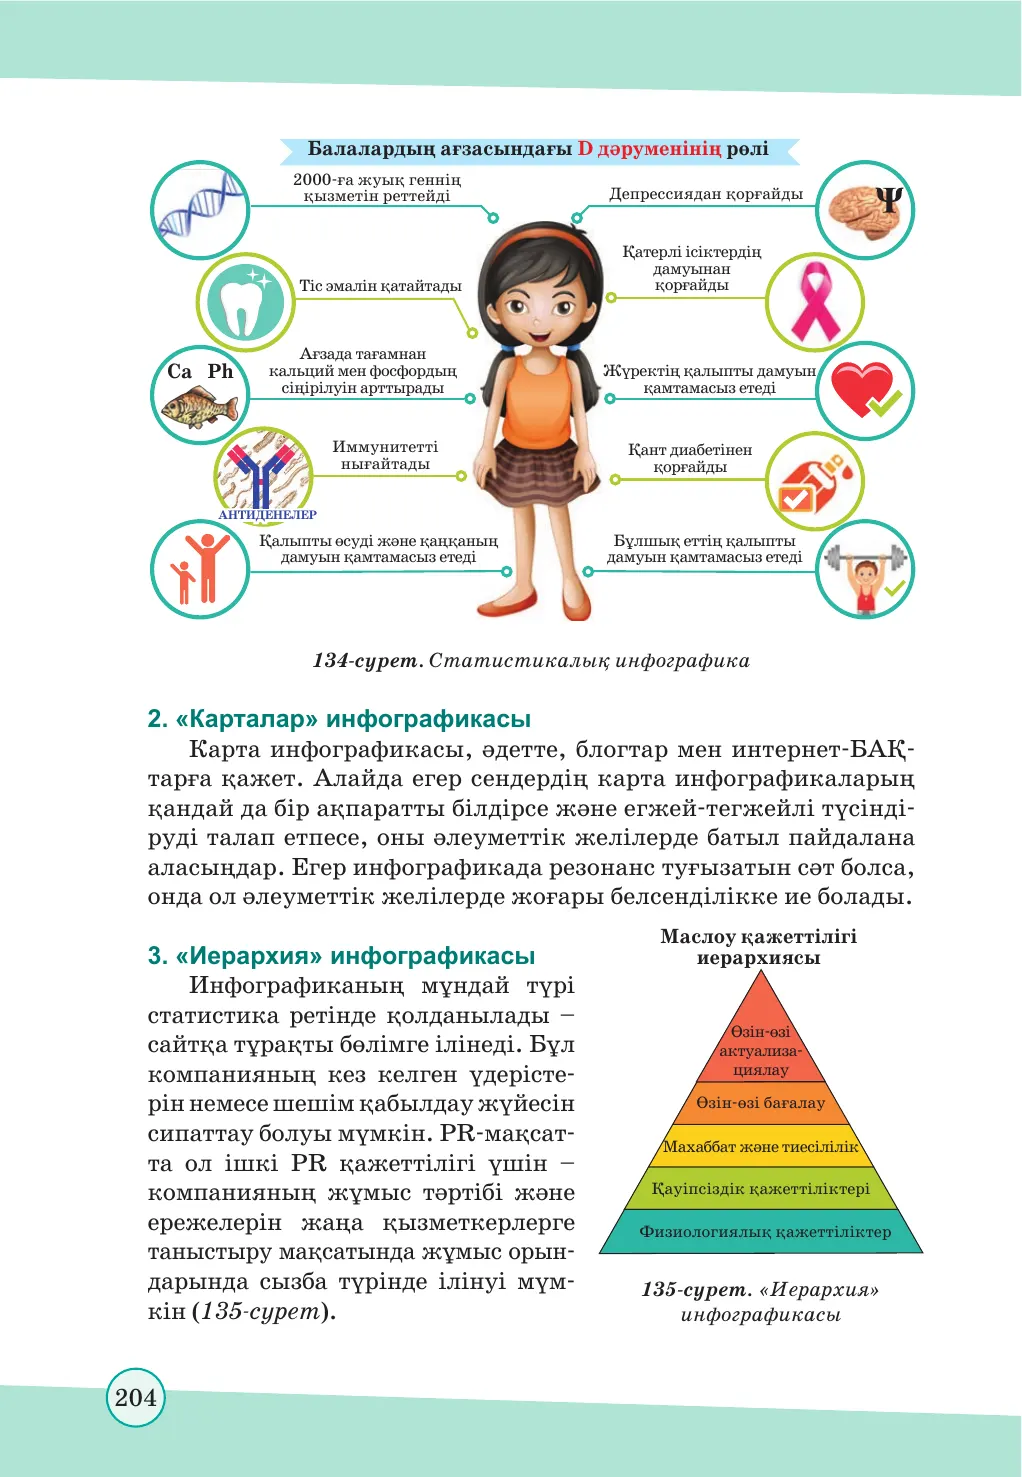 Балалардың ағзасындағы D дәруменінің рөлі
2000-ға жуық геннің
қызметін реттейді
Депрессиядан қорғайды
Ψ
Тіс эмалін қатайтады
Қатерлі ісіктердің
дамуынан
қорғайды
Ca Ph
Ағзада тағамнан
кальций мен фосфордың
сіңірілуін арттырады
Жүректің қалыпты дамуын
қамтамасыз етеді
Иммунитетті
нығайтады
АНТИДЕНЕЛЕР
Қант диабетінен
қорғайды
Қалыпты өсуді және қаңқаның
дамуын қамтамасыз етеді
Бұлшық еттің қалыпты
дамуын қамтамасыз етеді
134-сурет. Статистикалық инфографика
2. «Карталар» инфографикасы
Карта инфографикасы, әдетте, блогтар мен интернет-БАҚ-
тарға қажет. Алайда егер сендердің карта инфографикаларың
қандай да бір ақпаратты білдірсе және егжей-тегжейлі түсінді-
руді талап етпесе, оны әлеуметтік желілерде батыл пайдалана
аласыңдар. Егер инфографикада резонанс туғызатын сәт болса,
онда ол әлеуметтік желілерде жоғары белсенділікке ие болады.
3. «Иерархия» инфографикасы
Инфографиканың мұндай түрі
статистика ретінде қолданылады –
сайтқа тұрақты бөлімге ілінеді. Бұл
компанияның кез келген үдерісте-
рін немесе шешім қабылдау жүйесін
сипаттау болуы мүмкін. PR-мақсат-
та ол ішкі PR қажеттілігі үшін –
компанияның жұмыс тәртібі және
ережелерін жаңа қызметкерлерге
таныстыру мақсатында жұмыс орын-
дарында сызба түрінде ілінуі мүм-
кін (135-сурет).
Маслоу қажеттілігі
иерархиясы
Өзін-өзі
актуализа-
циялау
Өзін-өзі бағалау
Махаббат және тиесілілік
Қауіпсіздік қажеттіліктері
Физиологиялық қажеттіліктер
135-сурет. «Иерархия»
инфографикасы
204